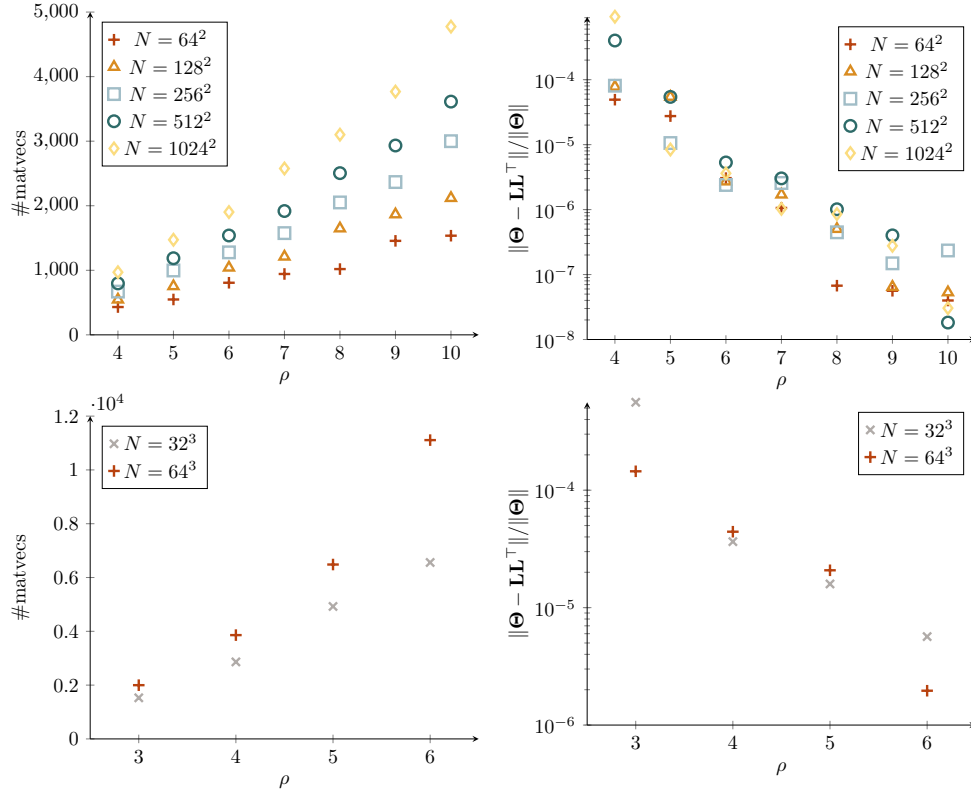 5,000
4,000
3,000
2,000
1,000
0
#matvecs
N = 64²
N = 128²
N = 256²
N = 512²
N = 1024²
4 5 6 7 8 9 10
ρ
10⁻⁴
10⁻⁵
10⁻⁶
10⁻⁷
10⁻⁸
‖Θ − LL⊤‖/‖Θ‖
N = 64²
N = 128²
N = 256²
N = 512²
N = 1024²
4 5 6 7 8 9 10
ρ
·10⁴
1.2
1
0.8
0.6
0.4
0.2
0
#matvecs
N = 32³
N = 64³
3 4 5 6
ρ
10⁻⁴
10⁻⁵
10⁻⁶
‖Θ − LL⊤‖/‖Θ‖
N = 32³
N = 64³
3 4 5 6
ρ